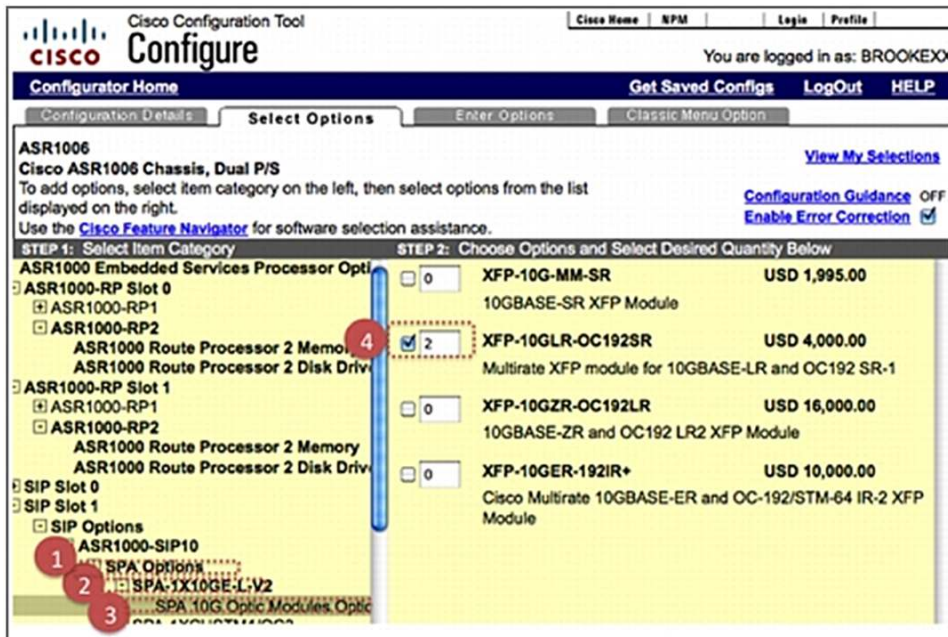 Cisco Configuration Tool
Configure
CISCO
Cisco Home | NPM | Login | Profile
You are logged in as: BROOKEXX
Configurator Home
Get Saved Configs LogOut HELP
Configuration Details
Select Options
Enter Options
Classic Menu Option
ASR1006
Cisco ASR1006 Chassis, Dual P/S
To add options, select item category on the left, then select options from the list
displayed on the right.
Use the Cisco Feature Navigator for software selection assistance.
View My Selections
Configuration Guidance OFF
Enable Error Correction
STEP 1: Select Item Category
ASR1000 Embedded Services Processor Opti
ASR1000-RP Slot 0
ASR1000-RP1
ASR1000-RP2
ASR1000 Route Processor 2 Memo
ASR1000 Route Processor 2 Disk Driv
ASR1000-RP Slot 1
ASR1000-RP1
ASR1000-RP2
ASR1000 Route Processor 2 Memory
ASR1000 Route Processor 2 Disk Driv
SIP Slot 0
SIP Slot 1
SIP Options
ASR1000-SIP10
1 SPA Options
2 SPA-1X10GE-L-V2
3 SPA 10G Optic Modules Optic
STEP 2: Choose Options and Select Desired Quantity Below
0 XFP-10G-MM-SR USD 1,995.00
10GBASE-SR XFP Module
4 2 XFP-10GLR-OC192SR USD 4,000.00
Multirate XFP module for 10GBASE-LR and OC192 SR-1
0 XFP-10GZR-OC192LR USD 16,000.00
10GBASE-ZR and OC192 LR2 XFP Module
0 XFP-10GER-192IR+ USD 10,000.00
Cisco Multirate 10GBASE-ER and OC-192/STM-64 IR-2 XFP
Module